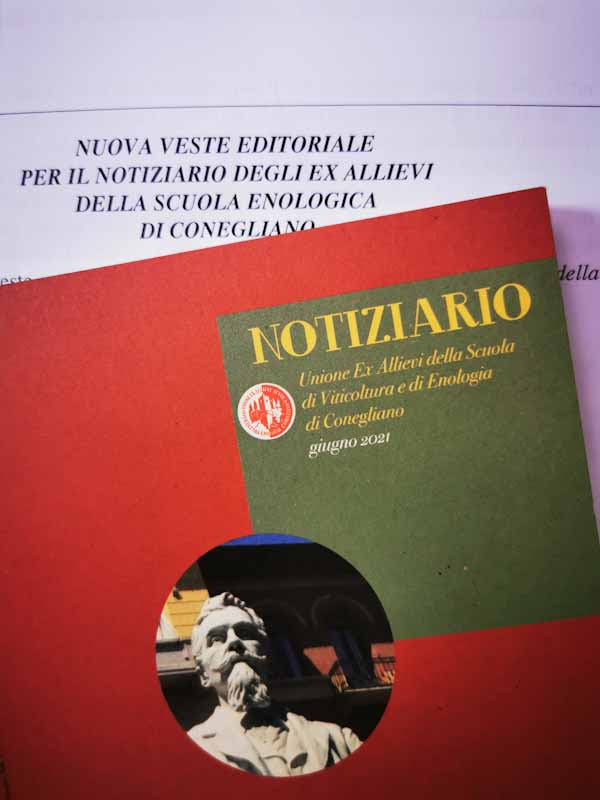 NUOVA VESTE EDITORIALE
PER IL NOTIZIARIO DEGLI EX ALLIEVI
DELLA SCUOLA ENOLOGICA
DI CONEGLIANO
della
NOTIZIARIO
Unione Ex Allievi della Scuola
di Viticoltura e di Enologia
di Conegliano
giugno 2021